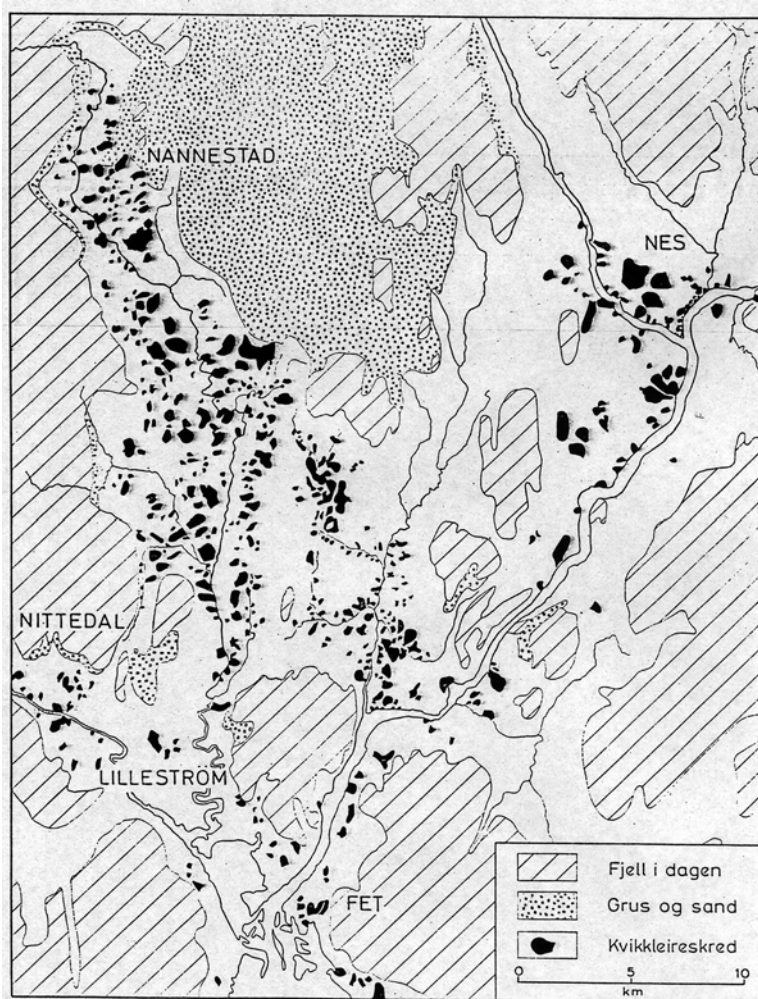 NANNESTAD
NES
NITTEDAL
LILLESTRÖM
FET
Fjell i dagen
Grus og sand
Kvikkleireskred
0 5 10
km